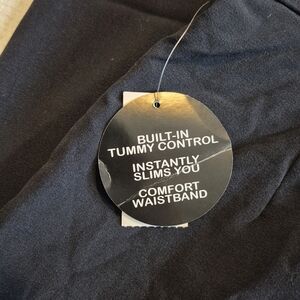 BUILT-IN
TUMMY CONTROL
INSTANTLY
SLIMS YOU
COMFORT
WAISTBAND